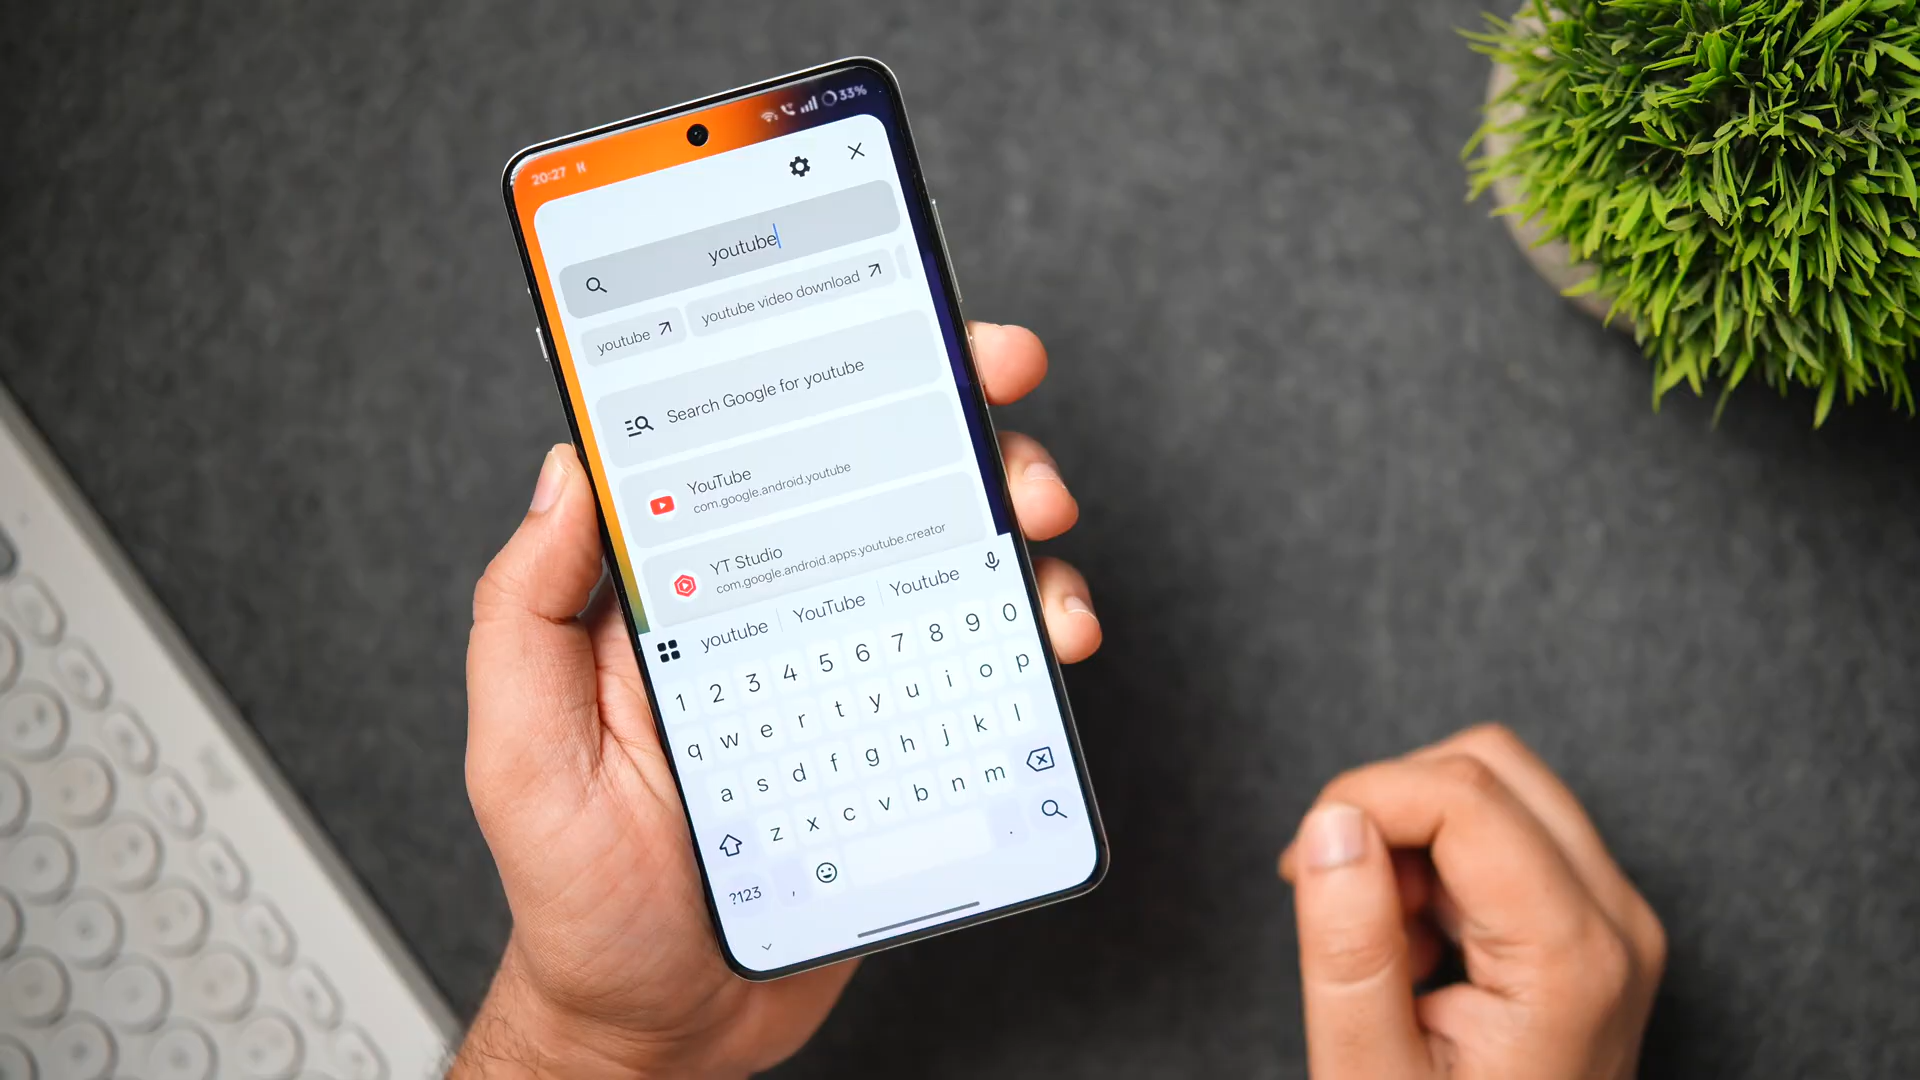 20:27
33%
youtube
youtube
youtube video download
Search Google for youtube
YouTube
com.google.android.youtube
YT Studio
com.google.android.apps.youtube.creator
youtube YouTube Youtube
1 2 3 4 5 6 7 8 9 0
q w e r t y u i o p
a s d f g h j k l
z x c v b n m
?123 , .